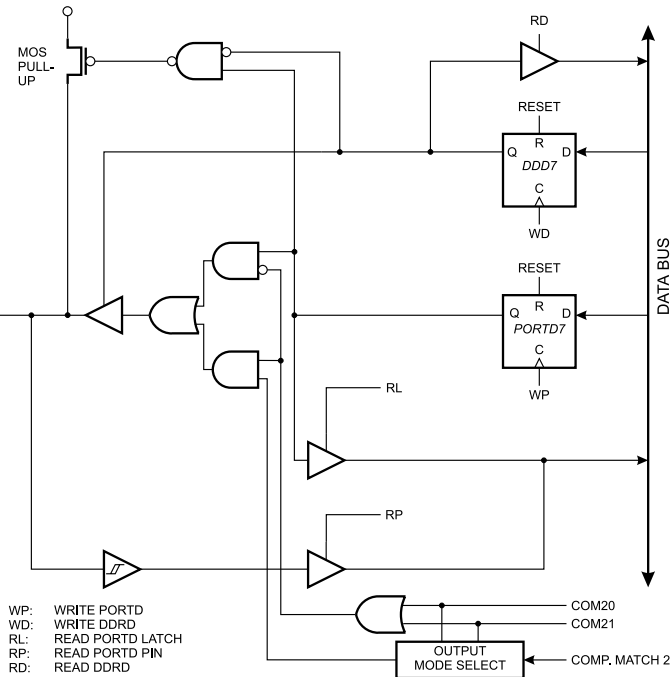 MOS
PULL-
UP
RD
RESET
R
Q
D
DDD7
C
WD
RESET
R
Q
D
PORTD7
C
WP
DATA BUS
RL
RP
WP: WRITE PORTD
WD: WRITE DDRD
RL: READ PORTD LATCH
RP: READ PORTD PIN
RD: READ DDRD
COM20
COM21
OUTPUT
MODE SELECT
COMP. MATCH 2